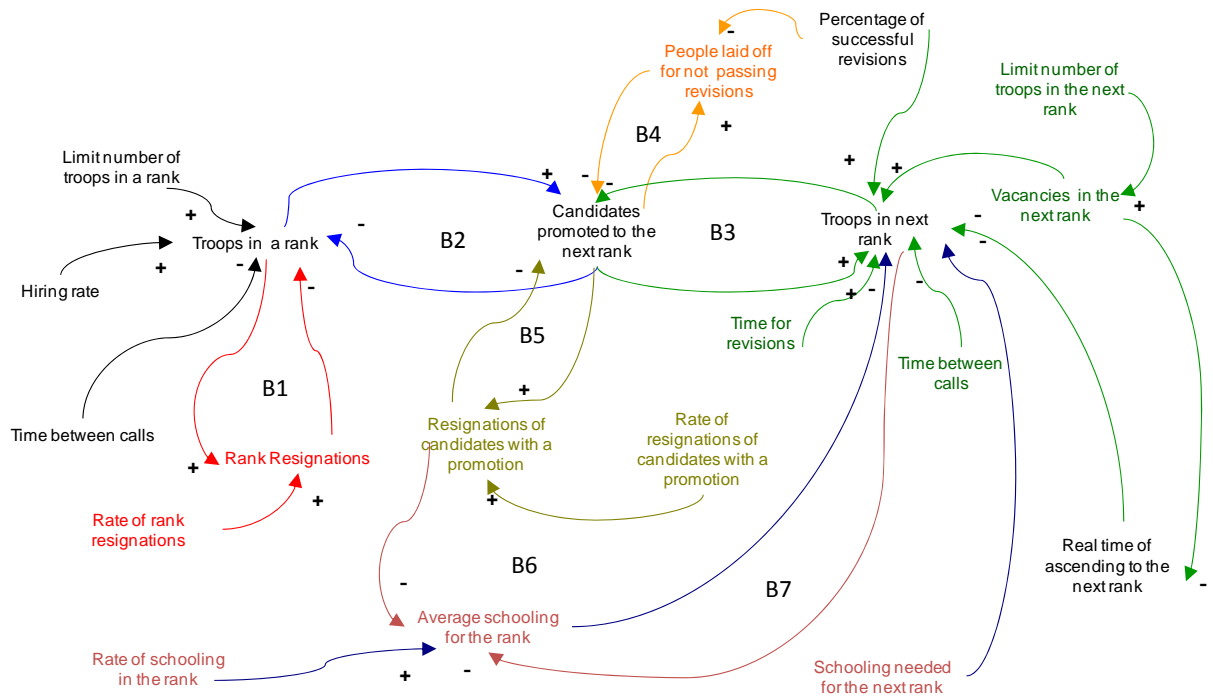 Percentage of
successful
revisions
-
People laid off
for not passing
revisions
Limit number of
troops in the next
rank
+
B4
Limit number of
troops in a rank
+
+
+
-
-
+
Vacancies in the
next rank
+
Candidates
promoted to the
next rank
Troops in next
rank
-
-
+
-
Troops in a rank
B2
B3
+
-
-
+
Hiring rate
-
+
-
-
Time for
revisions
B5
Time between
calls
B1
+
Time between calls
Resignations of
candidates with a
promotion
Rate of
resignations of
candidates with a
promotion
+
Rank Resignations
+
+
Rate of rank
resignations
Real time of
ascending to the
next rank
-
B6
-
B7
Average schooling
for the rank
Rate of schooling
in the rank
+
-
Schooling needed
for the next rank